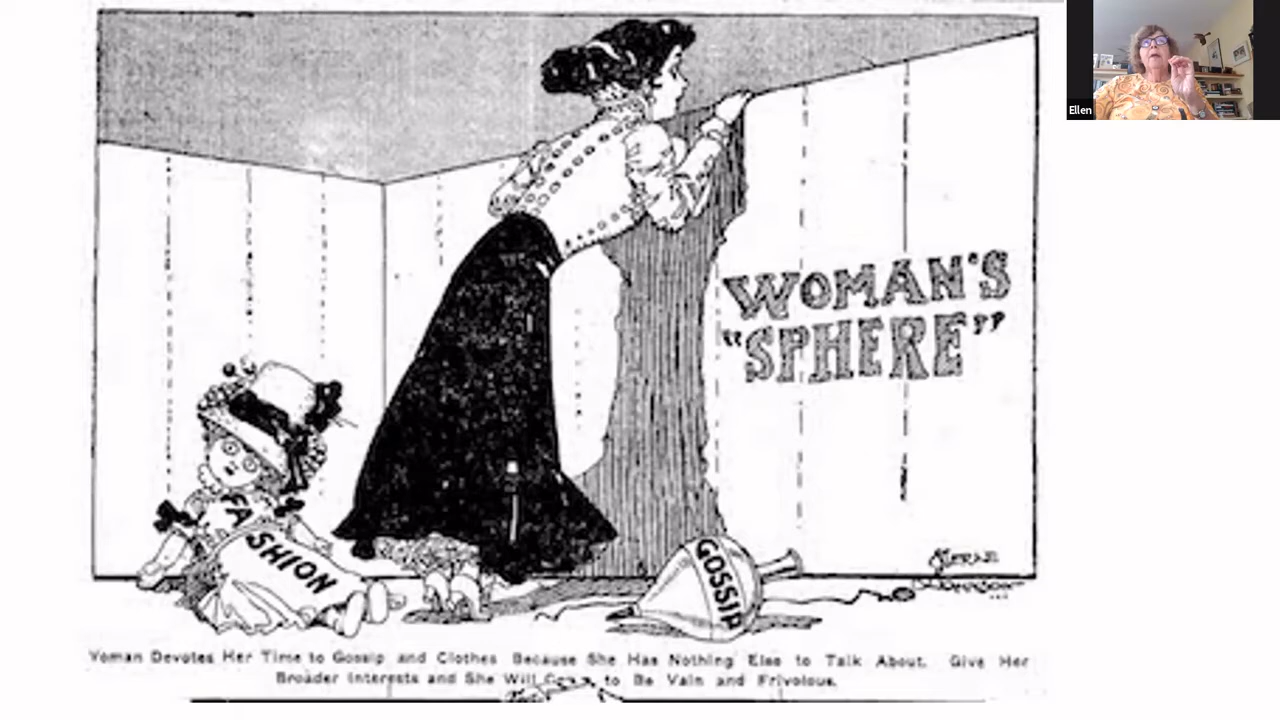 Ellen
WOMAN'S
"SPHERE"
FASHION
GOSSIP
Woman Devotes Her Time to Gossip and Clothes Because She Has Nothing Else to Talk About. Give Her
Broader Interests and She Will to Be Vain and Frivolous.